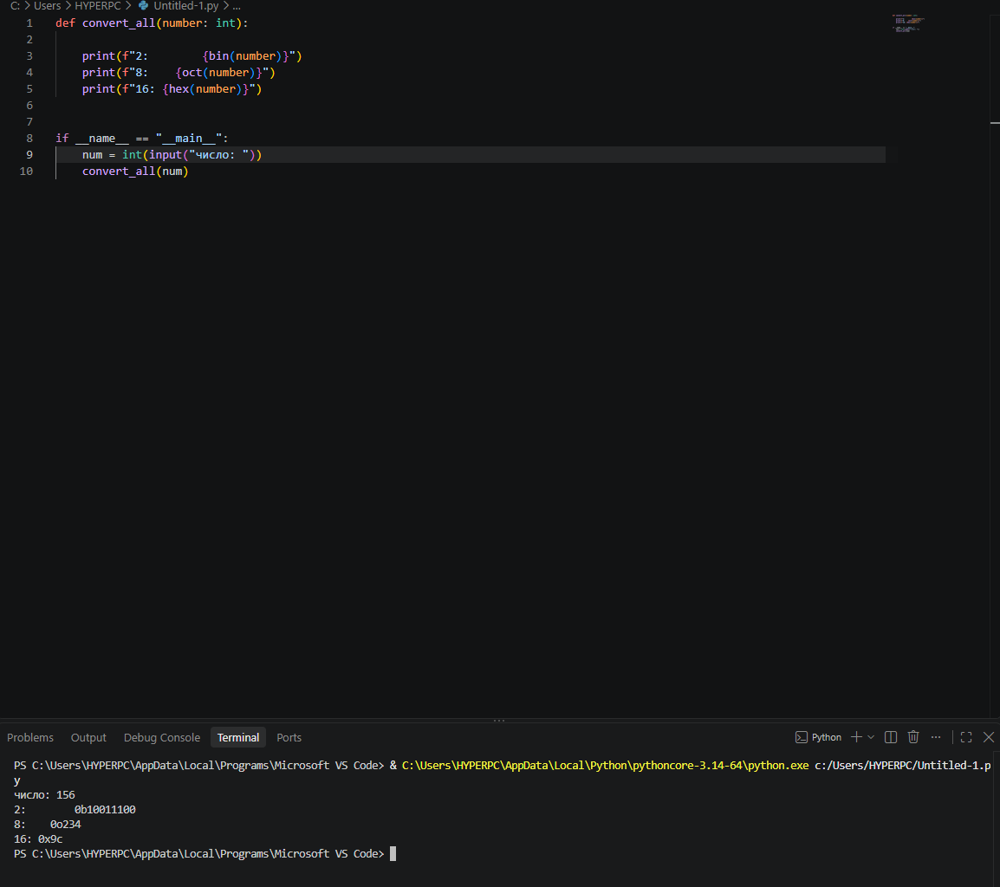 C: > Users > HYPERPC > Untitled-1.py > ...
1 def convert_all(number: int):
2
3     print(f"2:        {bin(number)}")
4     print(f"8:    {oct(number)}")
5     print(f"16: {hex(number)}")
6
7
8 if __name__ == "__main__":
9     num = int(input("число: "))
10     convert_all(num)
Problems Output Debug Console Terminal Ports Python
PS C:\Users\HYPERPC\AppData\Local\Programs\Microsoft VS Code> & C:\Users\HYPERPC\AppData\Local\Python\pythoncore-3.14-64\python.exe c:/Users/HYPERPC/Untitled-1.p
y
число: 156
2:        0b10011100
8:    0o234
16: 0x9c
PS C:\Users\HYPERPC\AppData\Local\Programs\Microsoft VS Code>